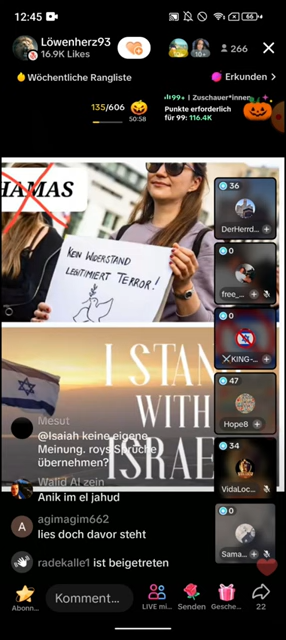 12:45
66
Löwenherz93
16.9K Likes
10+
266
Wöchentliche Rangliste
Erkunden >
135/606
50:58
99+ | Zuschauer*innen
Punkte erforderlich
für 99: 116.4K
HAMAS
KEIN WIDERSTAND
LEGITIMIERT TERROR!
36
DerHerrd...
0
free_...
0
KING-...
47
Hope8
34
VidaLoc...
0
Sama...
I STAN
WITH
ISRAE
Mesut
@Isaiah keine eigene
Meinung. roys Sprüche
übernehmen?
Walid Al zein
Anik im el jahud
A
agimagim662
lies doch davor steht
radekalle1 ist beigetreten
Abonn...
Komment...
LIVE mi...
Senden
Gesche...
22